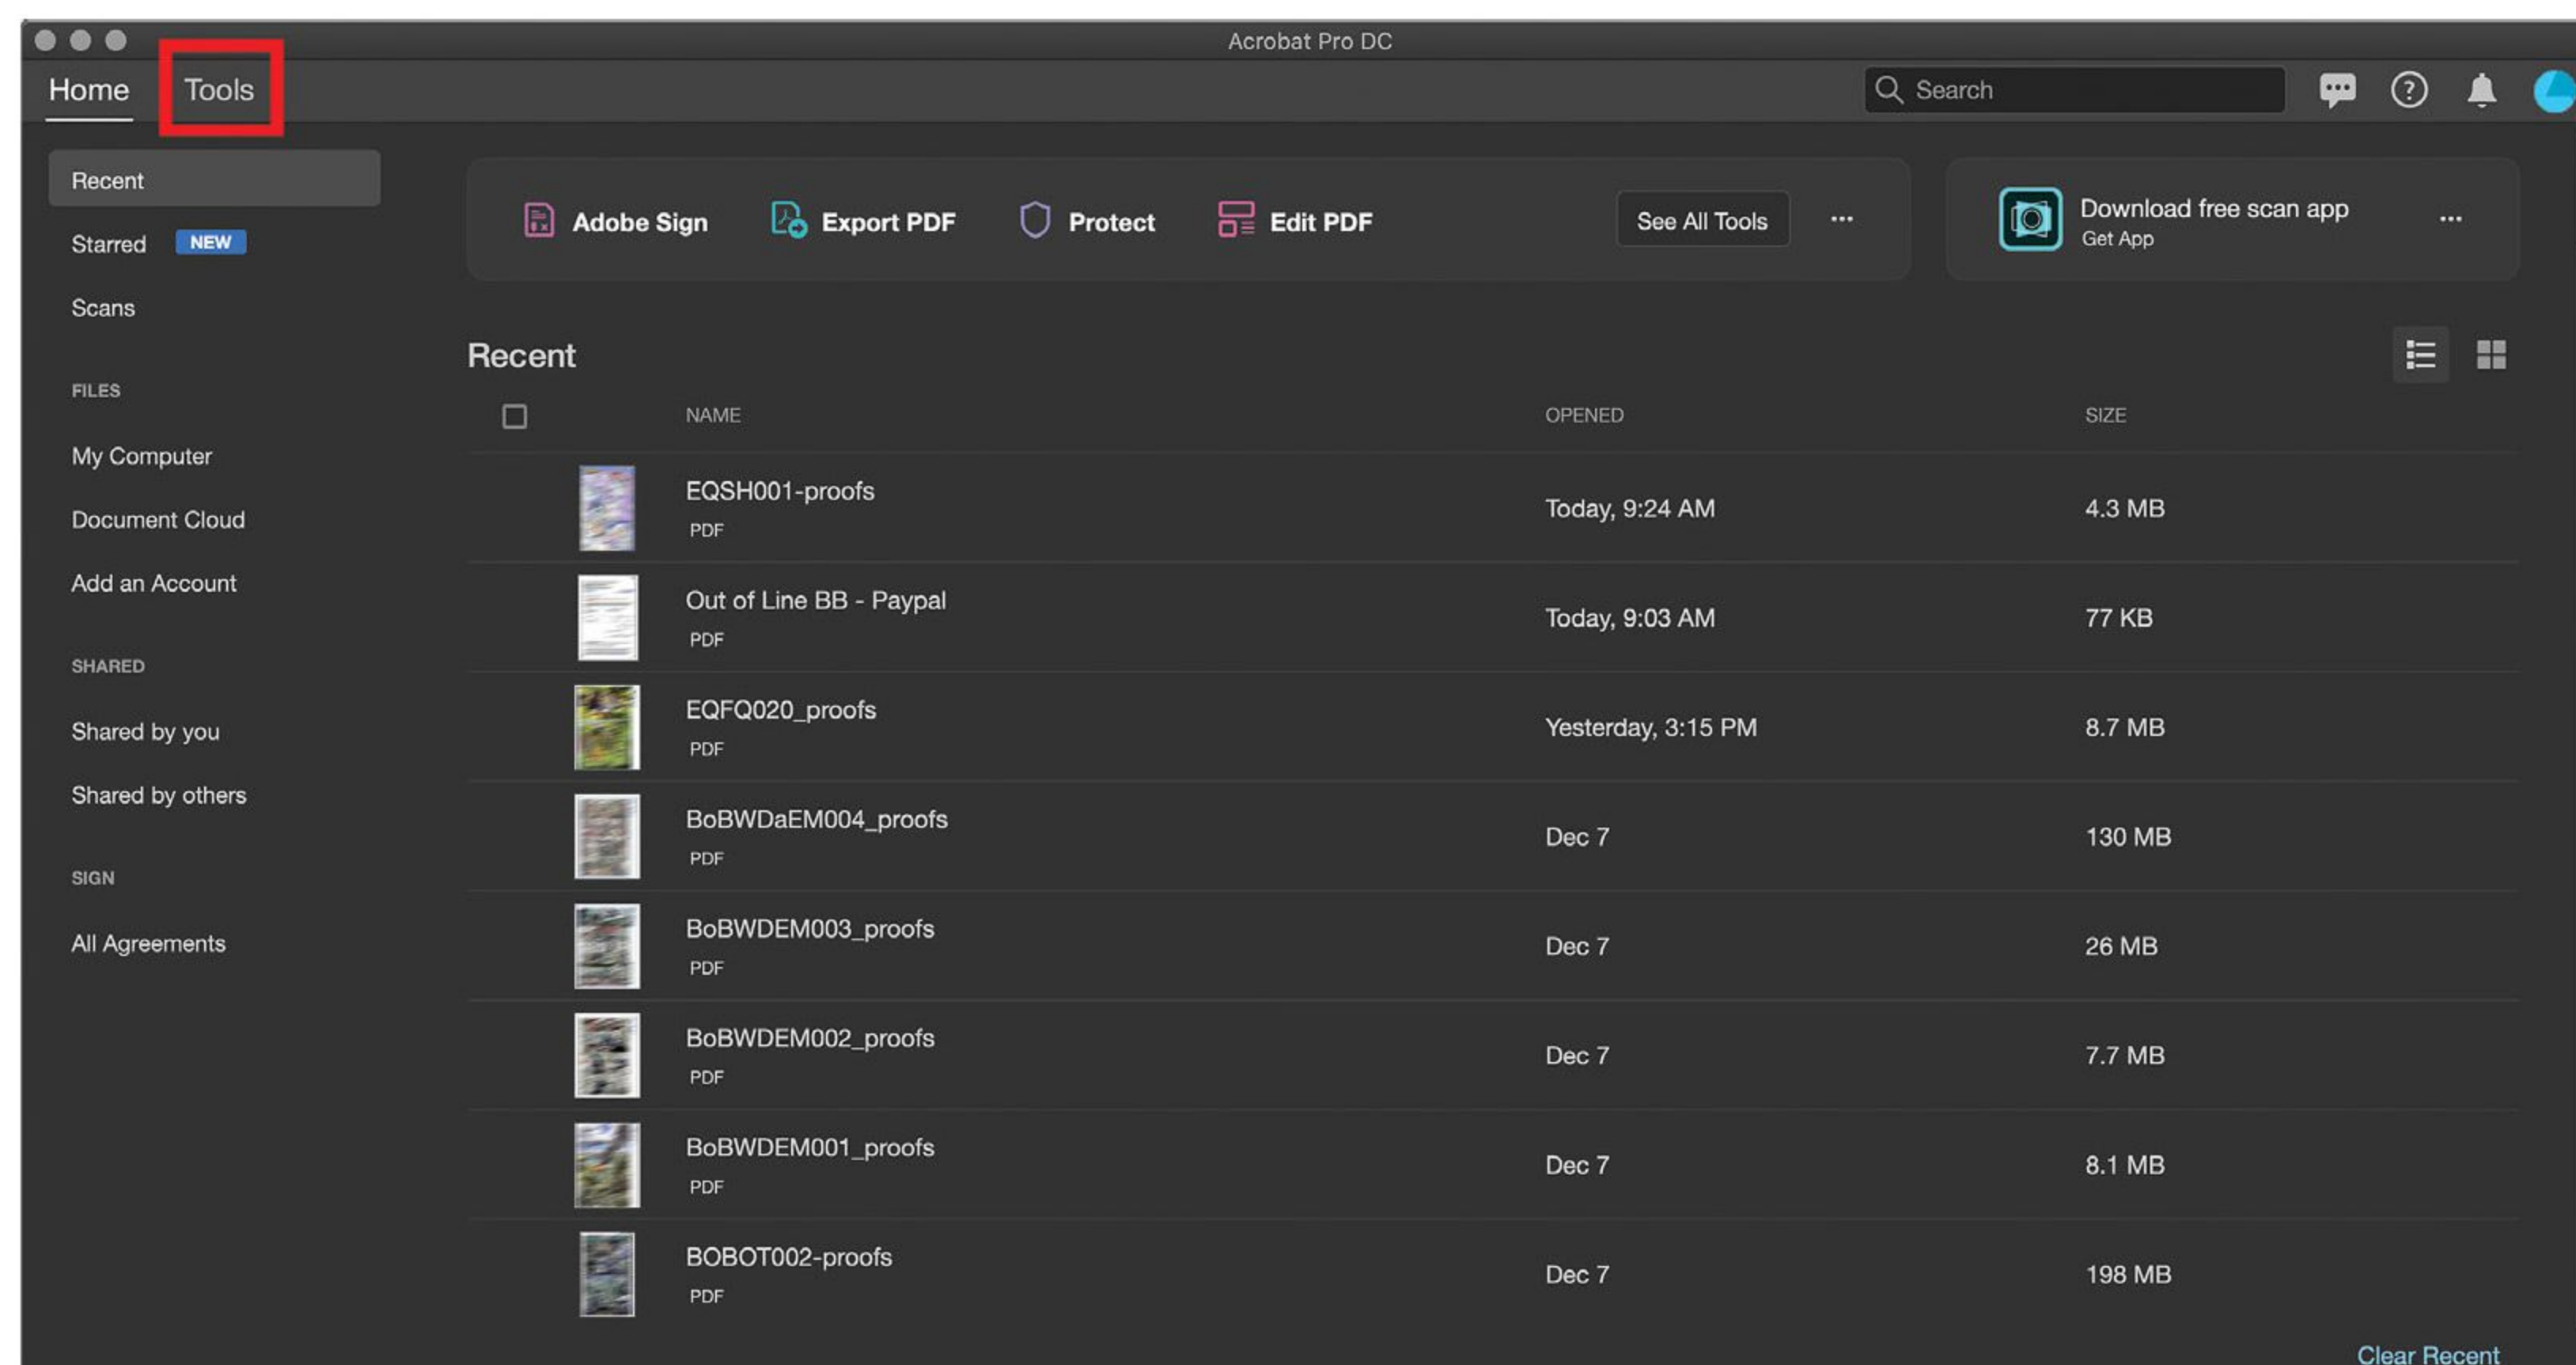 Acrobat Pro DC
Home Tools Search
Recent
Starred NEW
Scans
FILES
My Computer
Document Cloud
Add an Account
SHARED
Shared by you
Shared by others
SIGN
All Agreements
Adobe Sign Export PDF Protect Edit PDF See All Tools
Download free scan app
Get App
Recent
NAME OPENED SIZE
EQSH001-proofs
PDF
Today, 9:24 AM 4.3 MB
Out of Line BB - Paypal
PDF
Today, 9:03 AM 77 KB
EQFQ020_proofs
PDF
Yesterday, 3:15 PM 8.7 MB
BoBWDaEM004_proofs
PDF
Dec 7 130 MB
BoBWDEM003_proofs
PDF
Dec 7 26 MB
BoBWDEM002_proofs
PDF
Dec 7 7.7 MB
BoBWDEM001_proofs
PDF
Dec 7 8.1 MB
BOBOT002-proofs
PDF
Dec 7 198 MB
Clear Recent